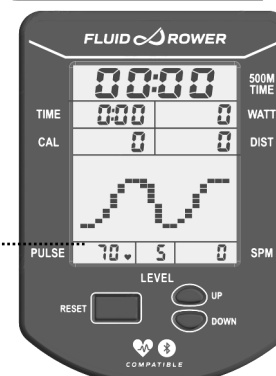 FLUID ROWER
00:00 500M TIME
TIME 0:00 0 WATT
CAL 0 0 DIST
PULSE 70 5 0 SPM
LEVEL
RESET UP
DOWN
COMPATIBLE